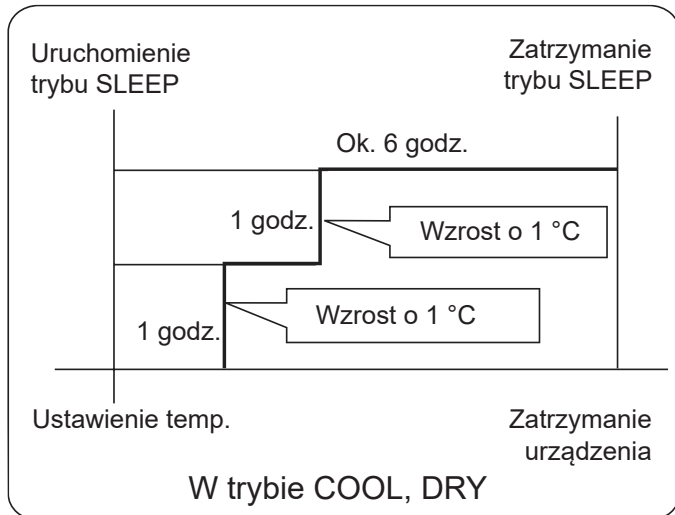 Uruchomienie
trybu SLEEP
Zatrzymanie
trybu SLEEP
Ok. 6 godz.
1 godz.
Wzrost o 1 °C
1 godz.
Wzrost o 1 °C
Ustawienie temp.
Zatrzymanie
urządzenia
W trybie COOL, DRY